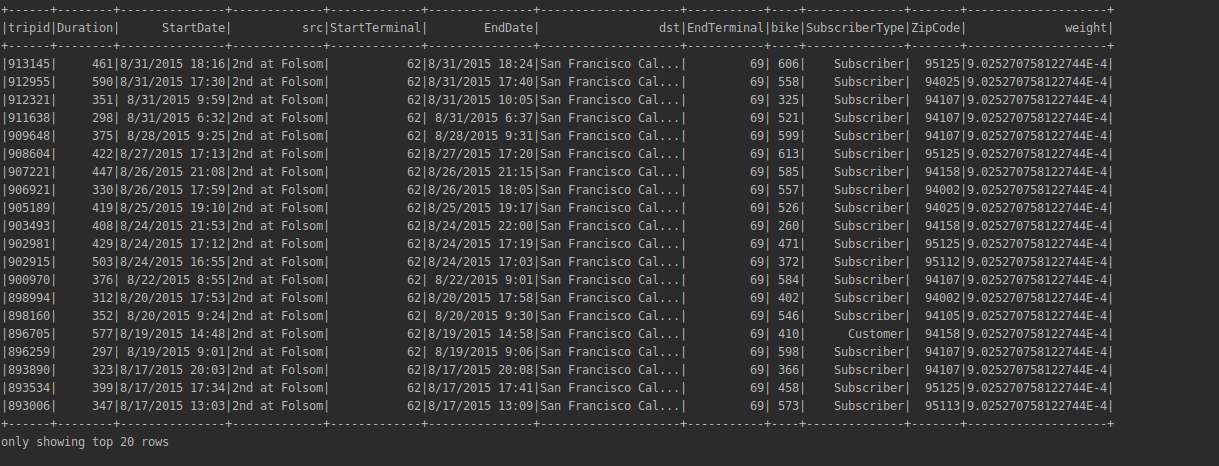 +------+--------+---------------+-------------+-------------+---------------+--------------------+-----------+----+--------------+-------+--------------------+
|tripid|Duration|      StartDate|          src|StartTerminal|        EndDate|                 dst|EndTerminal|bike|SubscriberType|ZipCode|              weight|
+------+--------+---------------+-------------+-------------+---------------+--------------------+-----------+----+--------------+-------+--------------------+
|913145|     461|8/31/2015 18:16|2nd at Folsom|           62|8/31/2015 18:24|San Francisco Cal...|         69| 606|    Subscriber|  95125|9.025270758122744E-4|
|912955|     590|8/31/2015 17:30|2nd at Folsom|           62|8/31/2015 17:40|San Francisco Cal...|         69| 558|    Subscriber|  94025|9.025270758122744E-4|
|912321|     351| 8/31/2015 9:59|2nd at Folsom|           62|8/31/2015 10:05|San Francisco Cal...|         69| 325|    Subscriber|  94107|9.025270758122744E-4|
|911638|     298| 8/31/2015 6:32|2nd at Folsom|           62| 8/31/2015 6:37|San Francisco Cal...|         69| 521|    Subscriber|  94107|9.025270758122744E-4|
|909648|     375| 8/28/2015 9:25|2nd at Folsom|           62| 8/28/2015 9:31|San Francisco Cal...|         69| 599|    Subscriber|  94107|9.025270758122744E-4|
|908604|     422|8/27/2015 17:13|2nd at Folsom|           62|8/27/2015 17:20|San Francisco Cal...|         69| 613|    Subscriber|  95125|9.025270758122744E-4|
|907221|     447|8/26/2015 21:08|2nd at Folsom|           62|8/26/2015 21:15|San Francisco Cal...|         69| 585|    Subscriber|  94158|9.025270758122744E-4|
|906921|     330|8/26/2015 17:59|2nd at Folsom|           62|8/26/2015 18:05|San Francisco Cal...|         69| 557|    Subscriber|  94002|9.025270758122744E-4|
|905189|     419|8/25/2015 19:10|2nd at Folsom|           62|8/25/2015 19:17|San Francisco Cal...|         69| 526|    Subscriber|  94025|9.025270758122744E-4|
|903493|     408|8/24/2015 21:53|2nd at Folsom|           62|8/24/2015 22:00|San Francisco Cal...|         69| 260|    Subscriber|  94158|9.025270758122744E-4|
|902981|     429|8/24/2015 17:12|2nd at Folsom|           62|8/24/2015 17:19|San Francisco Cal...|         69| 471|    Subscriber|  95125|9.025270758122744E-4|
|902915|     503|8/24/2015 16:55|2nd at Folsom|           62|8/24/2015 17:03|San Francisco Cal...|         69| 372|    Subscriber|  95112|9.025270758122744E-4|
|900970|     376| 8/22/2015 8:55|2nd at Folsom|           62| 8/22/2015 9:01|San Francisco Cal...|         69| 584|    Subscriber|  94107|9.025270758122744E-4|
|898994|     312|8/20/2015 17:53|2nd at Folsom|           62|8/20/2015 17:58|San Francisco Cal...|         69| 402|    Subscriber|  94002|9.025270758122744E-4|
|898160|     352| 8/20/2015 9:24|2nd at Folsom|           62| 8/20/2015 9:30|San Francisco Cal...|         69| 546|    Subscriber|  94105|9.025270758122744E-4|
|896705|     577|8/19/2015 14:48|2nd at Folsom|           62|8/19/2015 14:58|San Francisco Cal...|         69| 410|      Customer|  94158|9.025270758122744E-4|
|896259|     297| 8/19/2015 9:01|2nd at Folsom|           62| 8/19/2015 9:06|San Francisco Cal...|         69| 598|    Subscriber|  94107|9.025270758122744E-4|
|893890|     323|8/17/2015 20:03|2nd at Folsom|           62|8/17/2015 20:08|San Francisco Cal...|         69| 366|    Subscriber|  94107|9.025270758122744E-4|
|893534|     399|8/17/2015 17:34|2nd at Folsom|           62|8/17/2015 17:41|San Francisco Cal...|         69| 458|    Subscriber|  95125|9.025270758122744E-4|
|893006|     347|8/17/2015 13:03|2nd at Folsom|           62|8/17/2015 13:09|San Francisco Cal...|         69| 573|    Subscriber|  95113|9.025270758122744E-4|
+------+--------+---------------+-------------+-------------+---------------+--------------------+-----------+----+--------------+-------+--------------------+
only showing top 20 rows